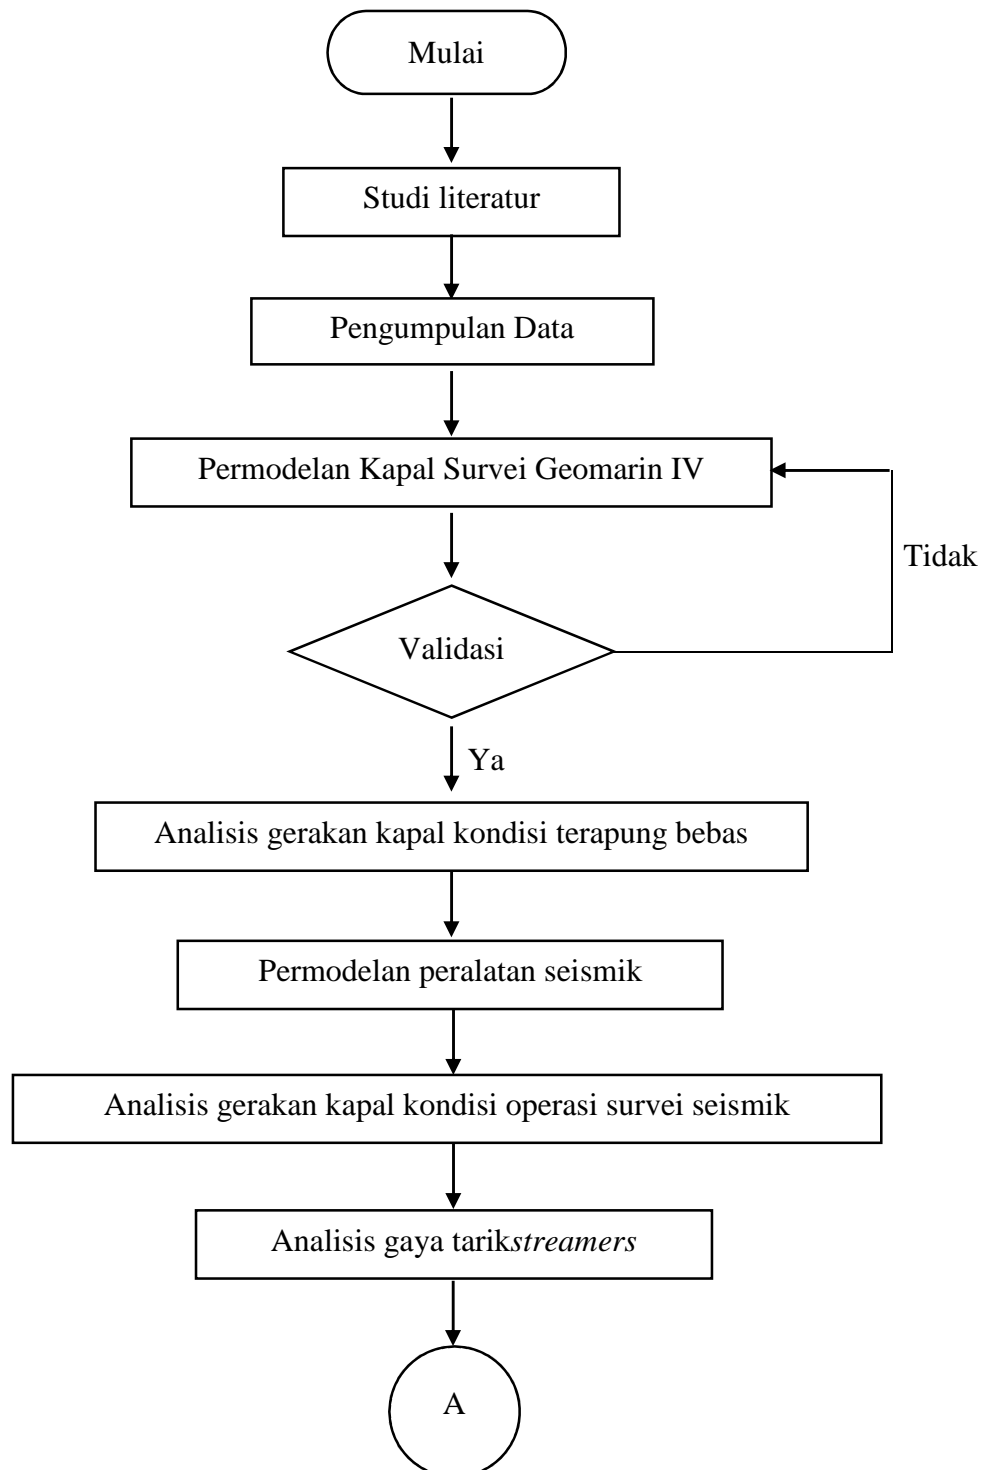 Mulai
Studi literatur
Pengumpulan Data
Permodelan Kapal Survei Geomarin IV
Tidak
Validasi
Ya
Analisis gerakan kapal kondisi terapung bebas
Permodelan peralatan seismik
Analisis gerakan kapal kondisi operasi survei seismik
Analisis gaya tarikstreamers
A